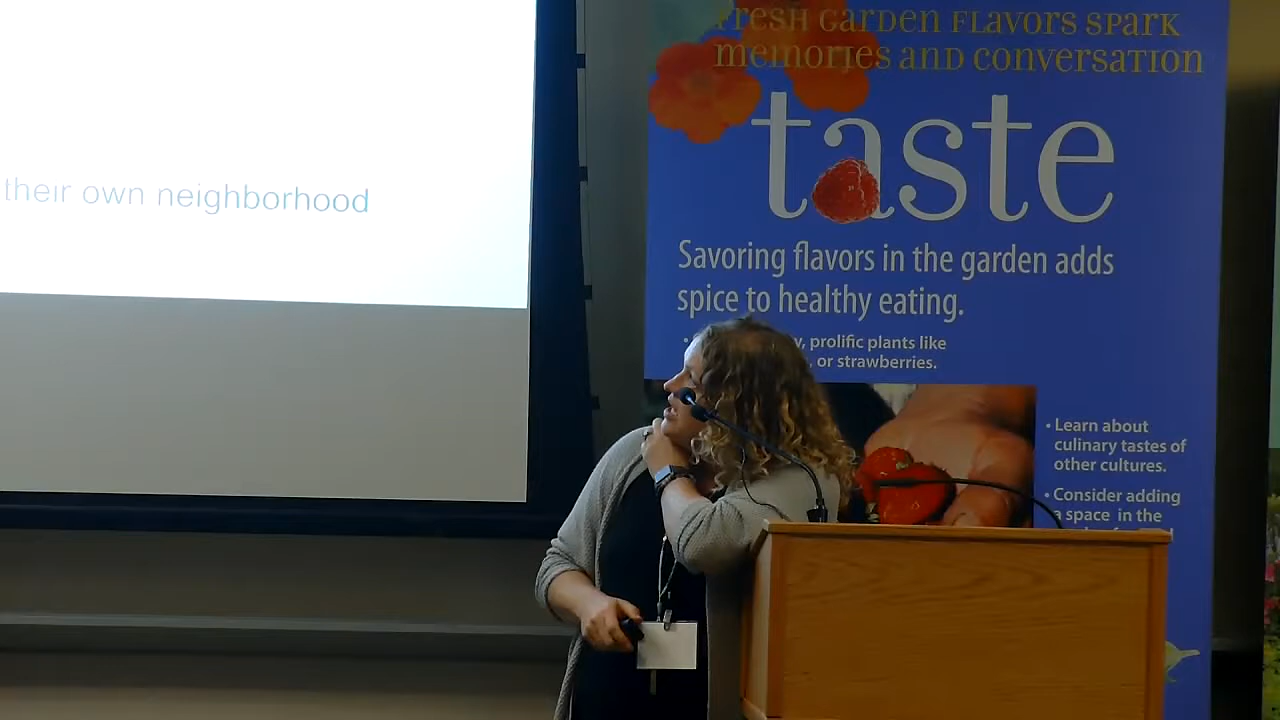 their own neighborhood
Fresh Garden Flavors Spark
memories and conversation
taste
Savoring flavors in the garden adds
spice to healthy eating.
prolific plants like
or strawberries.
• Learn about
culinary tastes of
other cultures.
• Consider adding
a space in the